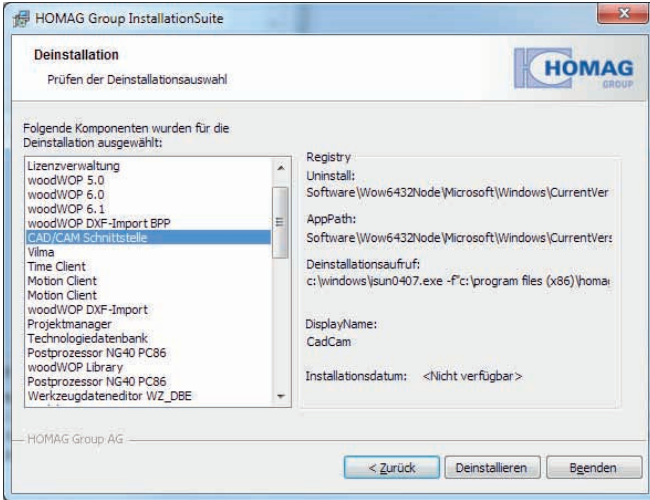 HOMAG Group InstallationSuite
Deinstallation
Prüfen der Deinstallationsauswahl
HOMAG
GROUP
Folgende Komponenten wurden für die
Deinstallation ausgewählt:
Lizenzverwaltung
woodWOP 5.0
woodWOP 6.0
woodWOP 6.1
woodWOP DXF-Import BPP
CAD/CAM Schnittstelle
Vilma
Time Client
Motion Client
Motion Client
woodWOP DXF-Import
Projektmanager
Technologiedatenbank
Postprozessor NG40 PC86
woodWOP Library
Postprozessor NG40 PC86
Werkzeugdateneditor WZ_DBE
Registry
Uninstall:
Software\Wow6432Node\Microsoft\Windows\CurrentVer
AppPath:
Software\Wow6432Node\Microsoft\Windows\CurrentVers
Deinstallationsaufruf:
c:\windows\isun0407.exe -f"c:\program files (x86)\homag
DisplayName:
CadCam
Installationsdatum: <Nicht verfügbar>
HOMAG Group AG
< Zurück
Deinstallieren
Beenden